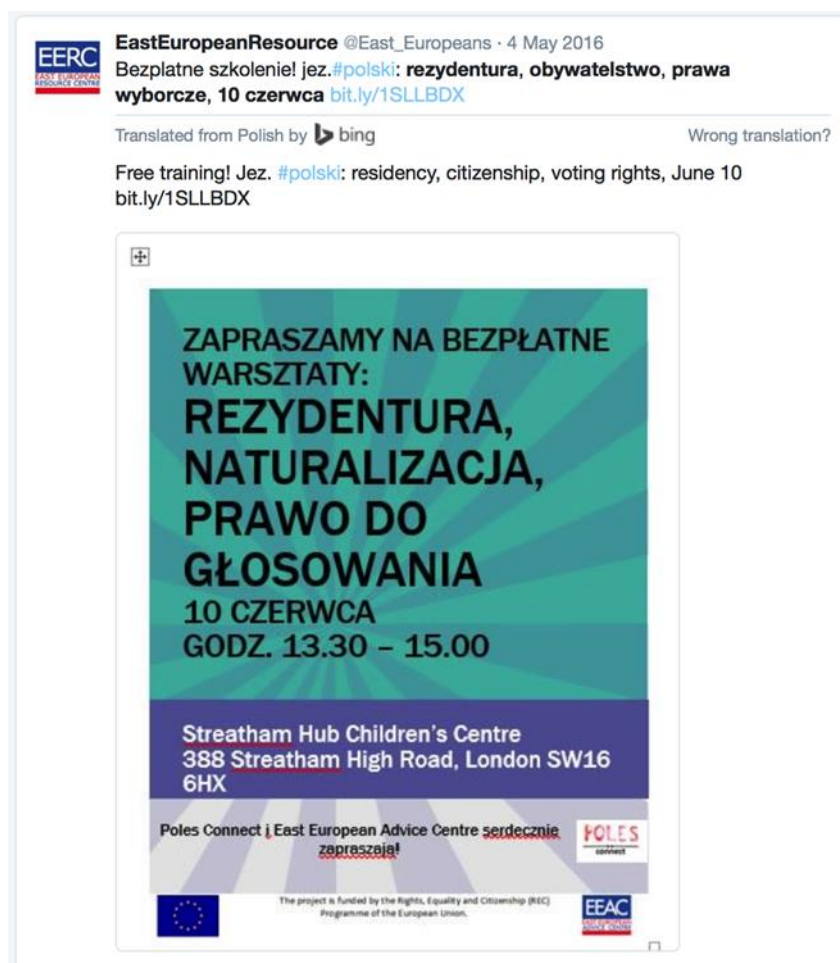 EERC
EAST EUROPEAN
RESOURCE CENTRE
EastEuropeanResource @East_Europeans · 4 May 2016
Bezplatne szkolenie! jez.#polski: rezydentura, obywatelstwo, prawa
wyborcze, 10 czerwca bit.ly/1SLLBDX
Translated from Polish by bing
Wrong translation?
Free training! Jez. #polski: residency, citizenship, voting rights, June 10
bit.ly/1SLLBDX
ZAPRASZAMY NA BEZPŁATNE
WARSZTATY:
REZYDENTURA,
NATURALIZACJA,
PRAWO DO
GŁOSOWANIA
10 CZERWCA
GODZ. 13.30 – 15.00
Streatham Hub Children's Centre
388 Streatham High Road, London SW16
6HX
Poles Connect i East European Advice Centre serdecznie
zapraszają!
POLES
connect
The project is funded by the Rights, Equality and Citizenship (REC)
Programme of the European Union.
EEAC
EAST EUROPEAN
ADVICE CENTRE